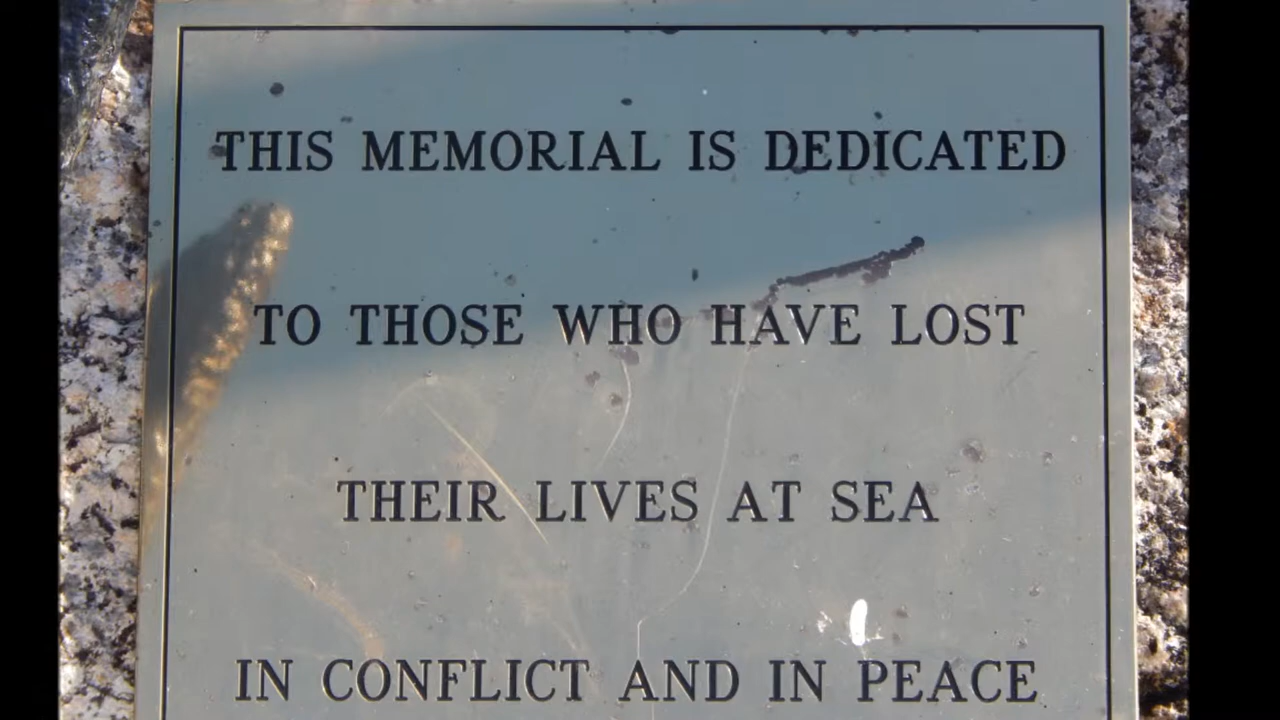 THIS MEMORIAL IS DEDICATED
TO THOSE WHO HAVE LOST
THEIR LIVES AT SEA
IN CONFLICT AND IN PEACE